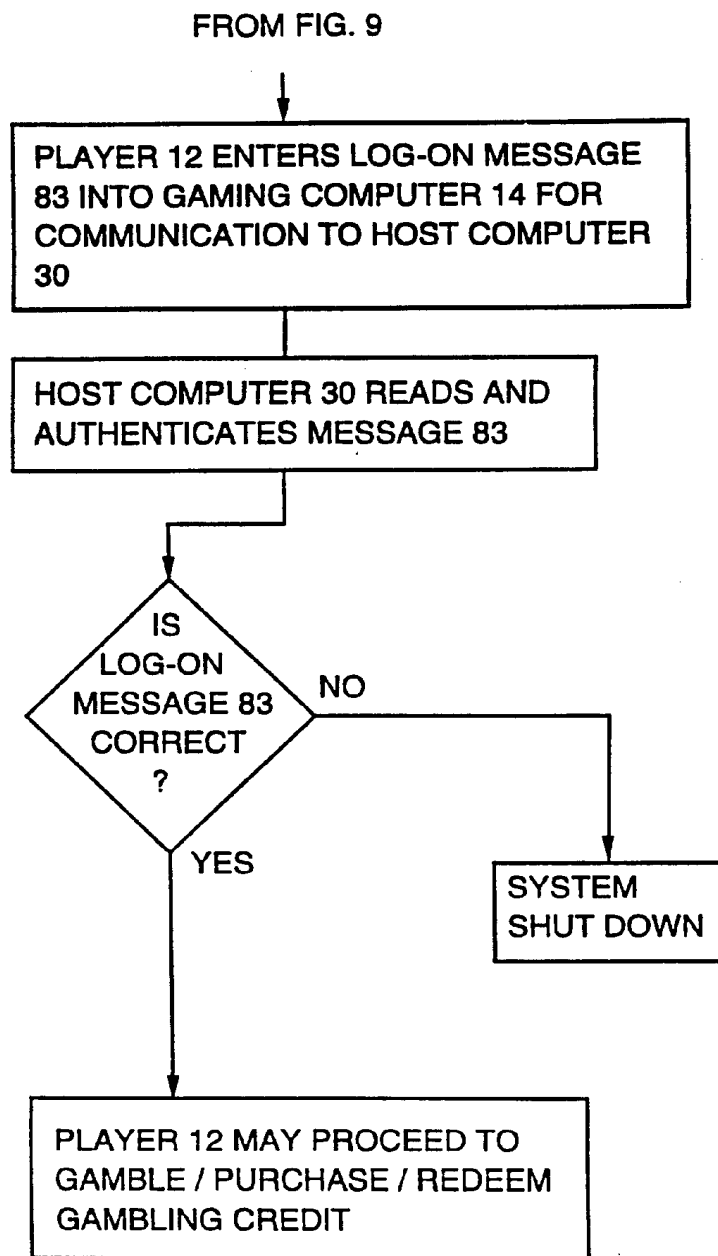 FROM FIG. 9
PLAYER 12 ENTERS LOG-ON MESSAGE
83 INTO GAMING COMPUTER 14 FOR
COMMUNICATION TO HOST COMPUTER
30
HOST COMPUTER 30 READS AND
AUTHENTICATES MESSAGE 83
IS
LOG-ON
MESSAGE 83
CORRECT
?
NO
YES
SYSTEM
SHUT DOWN
PLAYER 12 MAY PROCEED TO
GAMBLE / PURCHASE / REDEEM
GAMBLING CREDIT